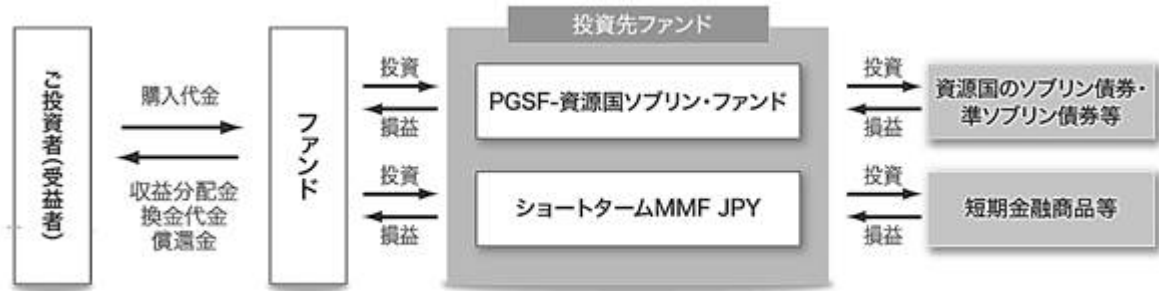 投資先ファンド
ご投資者(受益者)
購入代金
収益分配金
換金代金
償還金
ファンド
投資
損益
投資
損益
PGSF-資源国ソブリン・ファンド
ショートタームMMF JPY
投資
損益
投資
損益
資源国のソブリン債券・
準ソブリン債券等
短期金融商品等